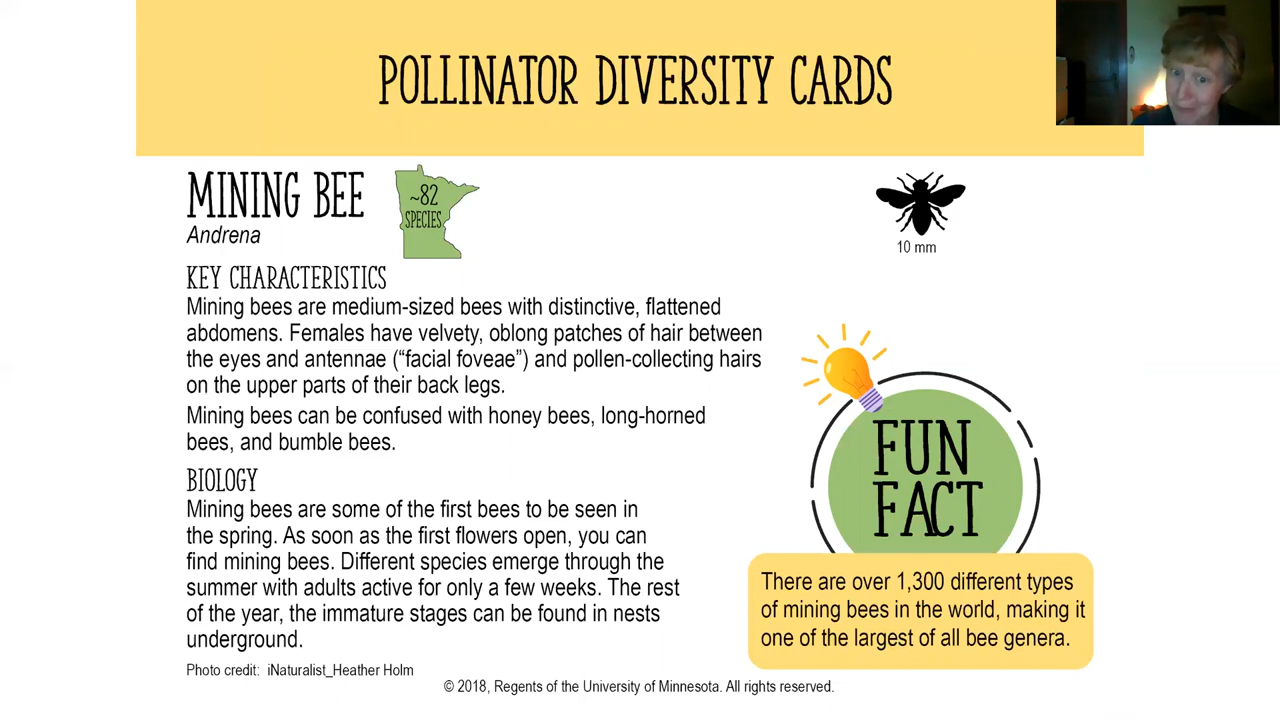 POLLINATOR DIVERSITY CARDS
MINING BEE
~82
SPECIES
Andrena
10 mm
KEY CHARACTERISTICS
Mining bees are medium-sized bees with distinctive, flattened
abdomens. Females have velvety, oblong patches of hair between
the eyes and antennae (“facial foveae”) and pollen-collecting hairs
on the upper parts of their back legs.
Mining bees can be confused with honey bees, long-horned
bees, and bumble bees.
BIOLOGY
Mining bees are some of the first bees to be seen in
the spring. As soon as the first flowers open, you can
find mining bees. Different species emerge through the
summer with adults active for only a few weeks. The rest
of the year, the immature stages can be found in nests
underground.
FUN
FACT
There are over 1,300 different types
of mining bees in the world, making it
one of the largest of all bee genera.
Photo credit: iNaturalist_Heather Holm
© 2018, Regents of the University of Minnesota. All rights reserved.